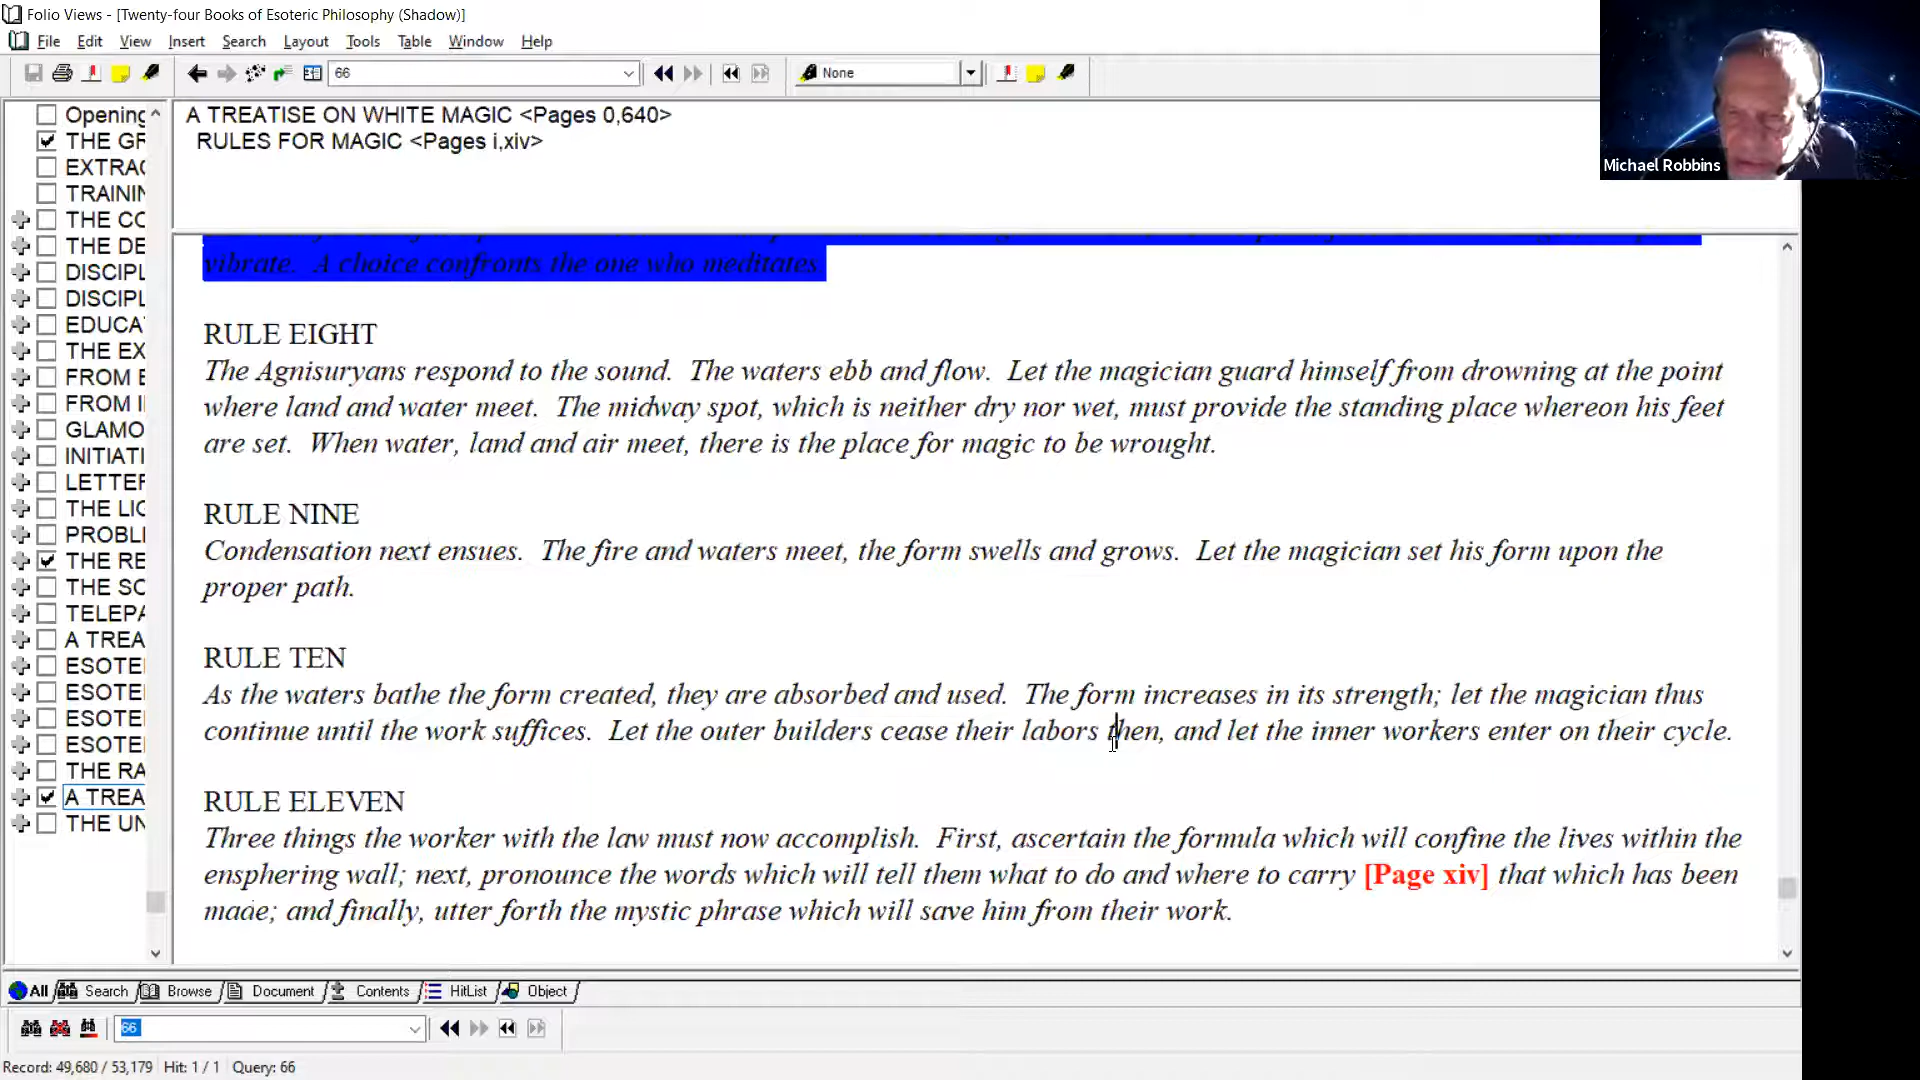 Folio Views - [Twenty-four Books of Esoteric Philosophy (Shadow)]
File Edit View Insert Search Layout Tools Table Window Help
66
None
Opening
THE GR
EXTRAC
TRAININ
THE CO
THE DE
DISCIPL
DISCIPL
EDUCAT
THE EX
FROM B
FROM IN
GLAMO
INITIATI
LETTER
THE LIG
PROBLE
THE RE
THE SO
TELEPA
A TREA
ESOTE
ESOTE
ESOTE
ESOTE
THE RA
A TREA
THE UN
A TREATISE ON WHITE MAGIC <Pages 0,640>
RULES FOR MAGIC <Pages i,xiv>
Michael Robbins
vibrate. A choice confronts the one who meditates
RULE EIGHT
The Agnisuryans respond to the sound. The waters ebb and flow. Let the magician guard himself from drowning at the point
where land and water meet. The midway spot, which is neither dry nor wet, must provide the standing place whereon his feet
are set. When water, land and air meet, there is the place for magic to be wrought.
RULE NINE
Condensation next ensues. The fire and waters meet, the form swells and grows. Let the magician set his form upon the
proper path.
RULE TEN
As the waters bathe the form created, they are absorbed and used. The form increases in its strength; let the magician thus
continue until the work suffices. Let the outer builders cease their labors then, and let the inner workers enter on their cycle.
RULE ELEVEN
Three things the worker with the law must now accomplish. First, ascertain the formula which will confine the lives within the
ensphering wall; next, pronounce the words which will tell them what to do and where to carry [Page xiv] that which has been
made; and finally, utter forth the mystic phrase which will save him from their work.
All Search Browse Document Contents HitList Object
66
Record: 49,680 / 53,179 Hit: 1 / 1 Query: 66